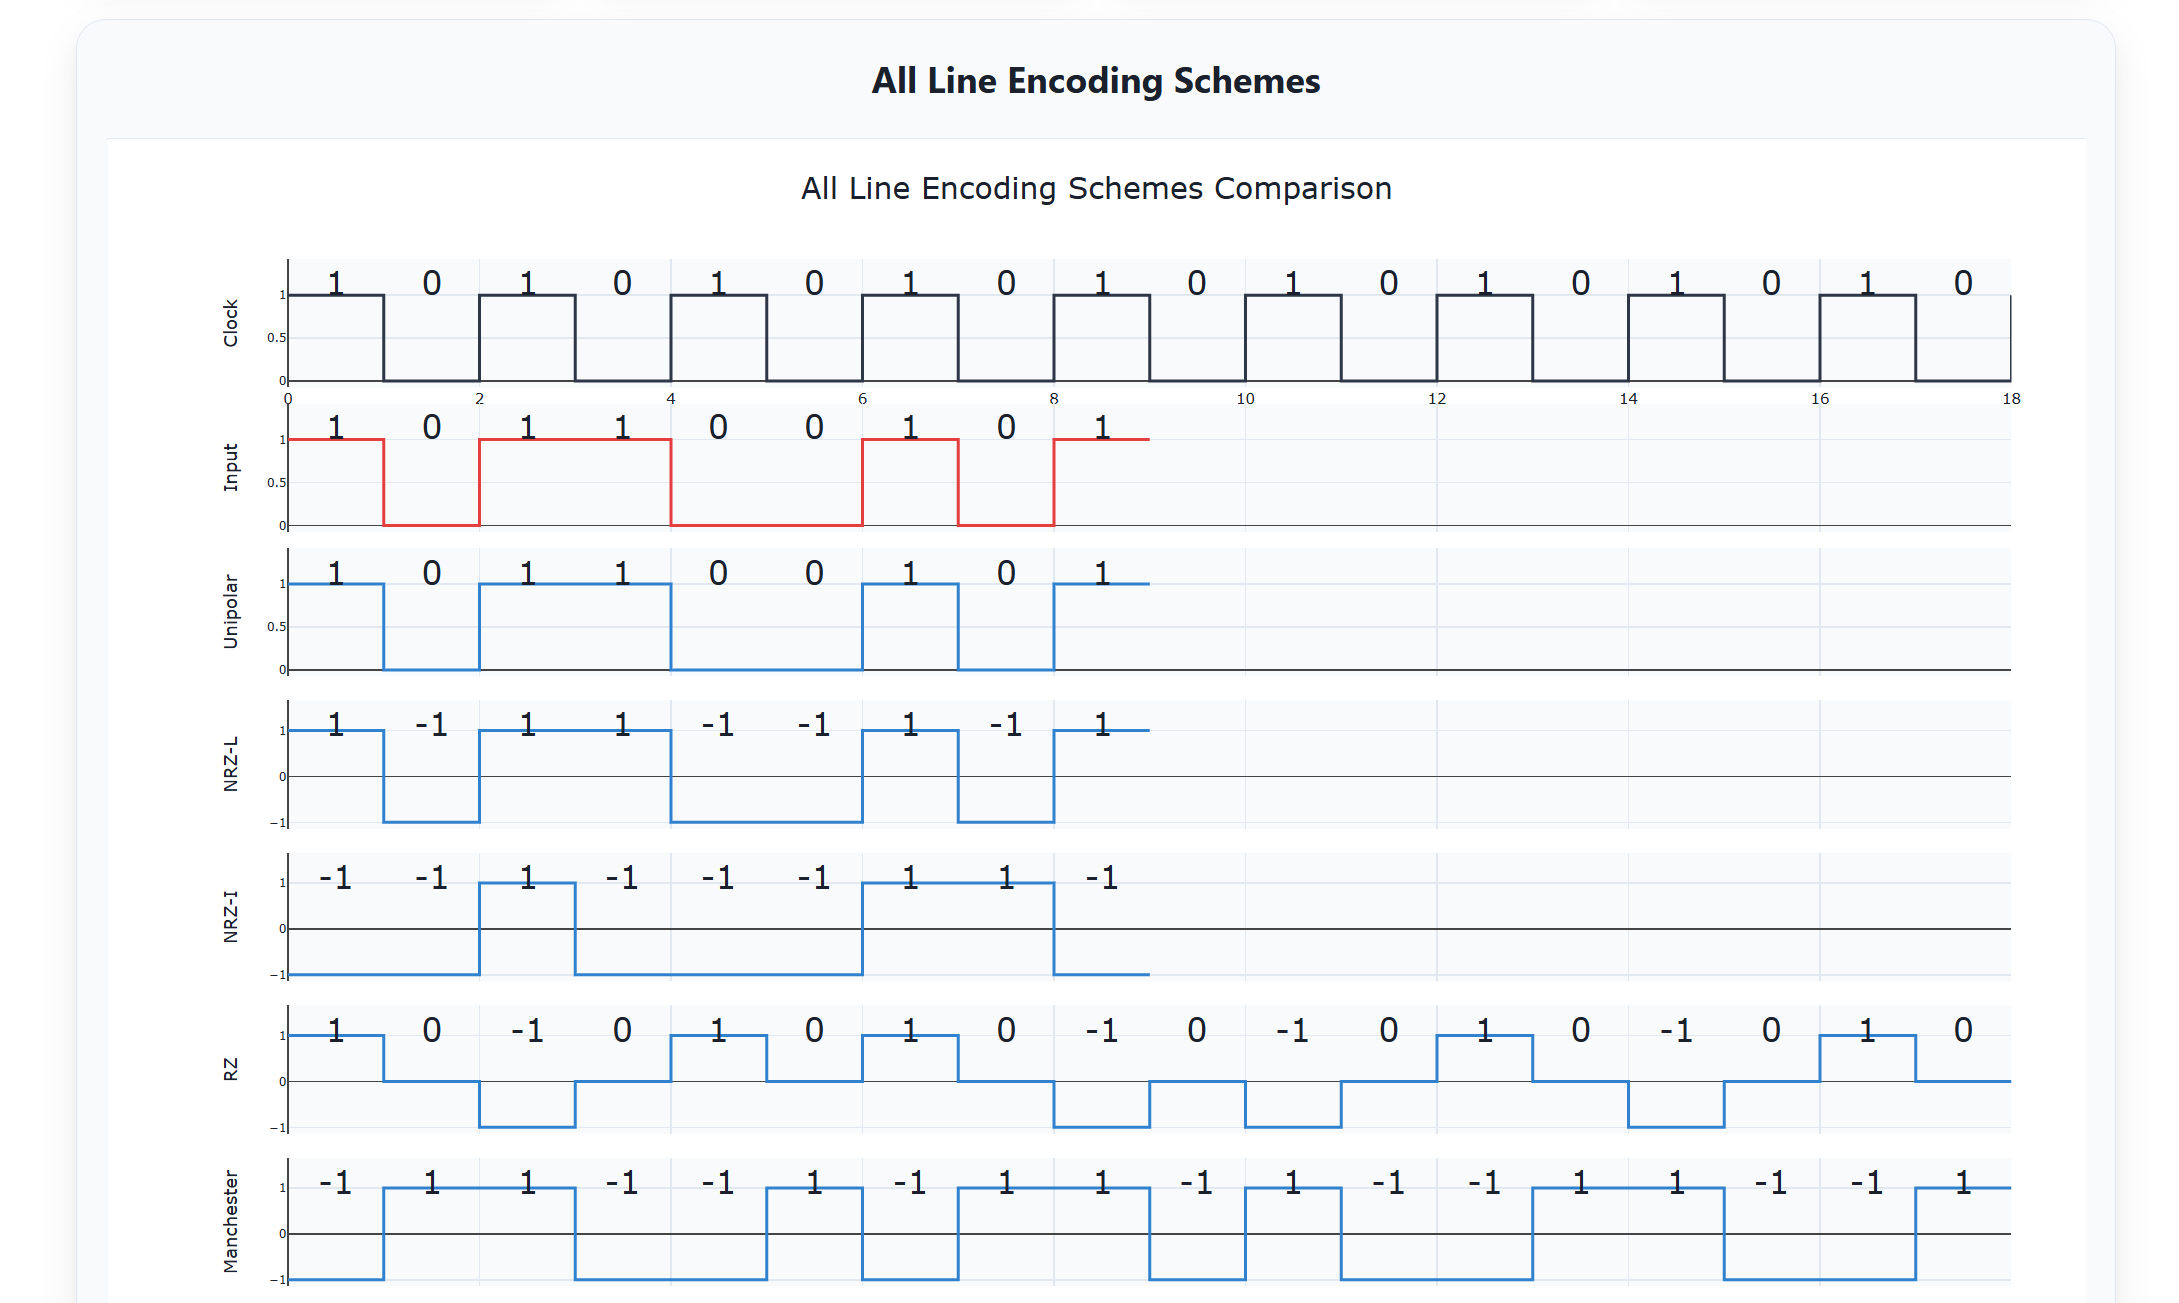 All Line Encoding Schemes
All Line Encoding Schemes Comparison
Clock
1 0 1 0 1 0 1 0 1 0 1 0 1 0 1 0 1 0
1
0.5
0
0 2 4 6 8 10 12 14 16 18
Input
1 0 1 1 0 0 1 0 1
1
0.5
0
Unipolar
1 0 1 1 0 0 1 0 1
1
0.5
0
NRZ-L
1 -1 1 1 -1 -1 1 -1 1
1
0
−1
NRZ-I
-1 -1 1 -1 -1 -1 1 1 -1
1
0
−1
RZ
1 0 -1 0 1 0 1 0 -1 0 -1 0 1 0 -1 0 1 0
1
0
−1
Manchester
-1 1 1 -1 -1 1 -1 1 1 -1 1 -1 -1 1 1 -1 -1 1
1
0
−1